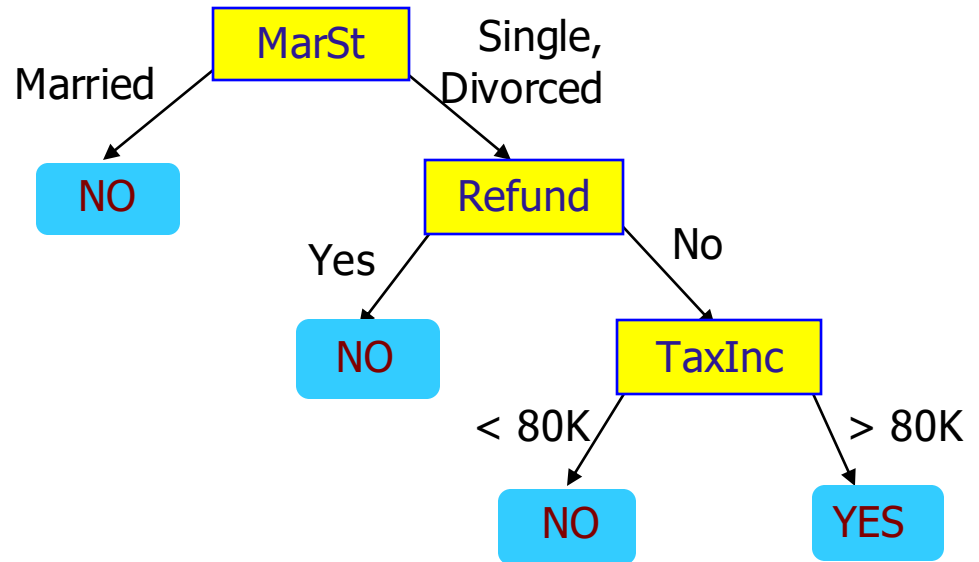 MarSt
Single,
Divorced
Married
NO
Refund
Yes
No
NO
TaxInc
< 80K
> 80K
NO
YES